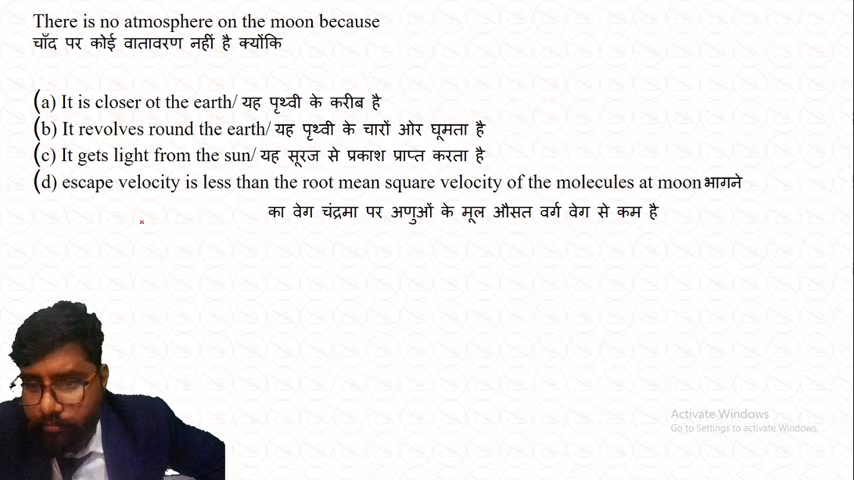 There is no atmosphere on the moon because
चाँद पर कोई वातावरण नहीं है क्योंकि
(a) It is closer ot the earth/ यह पृथ्वी के करीब है
(b) It revolves round the earth/ यह पृथ्वी के चारों ओर घूमता है
(c) It gets light from the sun/ यह सूरज से प्रकाश प्राप्त करता है
(d) escape velocity is less than the root mean square velocity of the molecules at moon भागने
का वेग चंद्रमा पर अणुओं के मूल औसत वर्ग वेग से कम है
Activate Windows
Go to Settings to activate Windows.